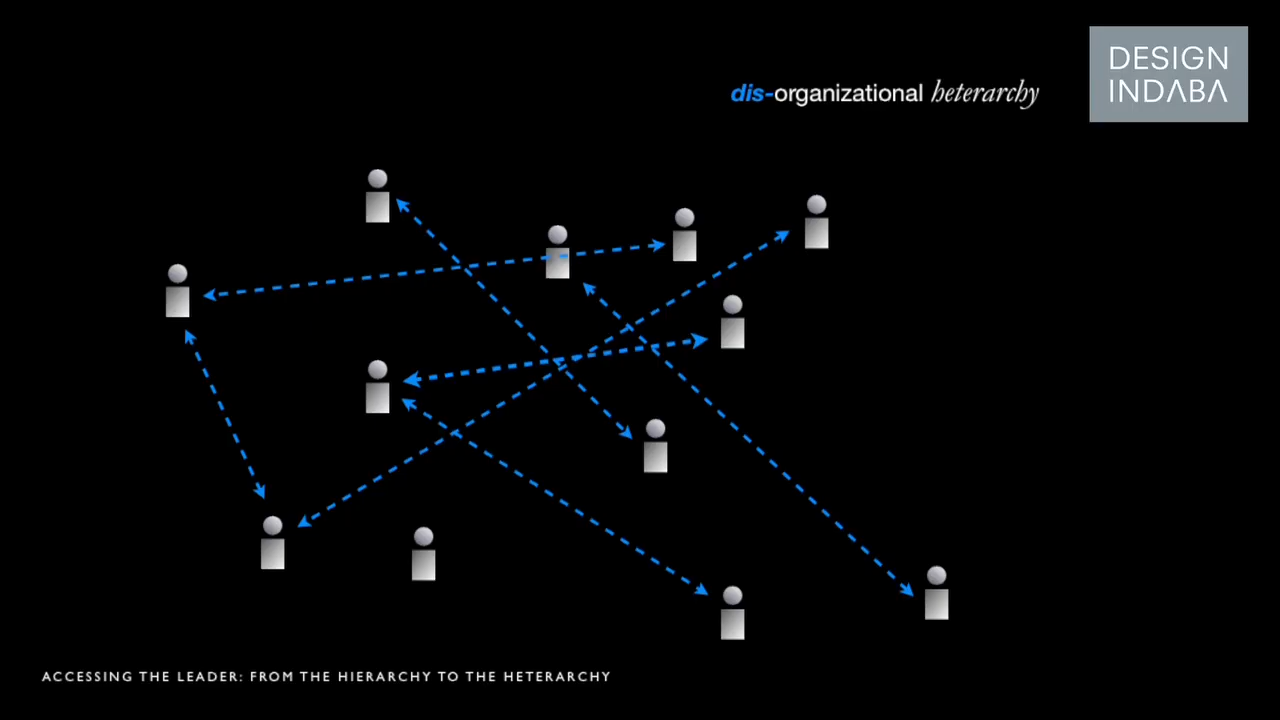 dis-organizational heterarchy
DESIGN
INDABA
ACCESSING THE LEADER: FROM THE HIERARCHY TO THE HETERARCHY